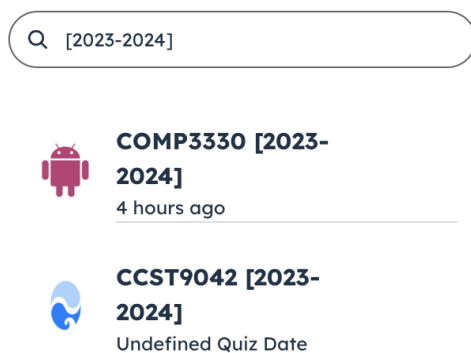 [2023-2024]
COMP3330 [2023-
2024]
4 hours ago
CCST9042 [2023-
2024]
Undefined Quiz Date